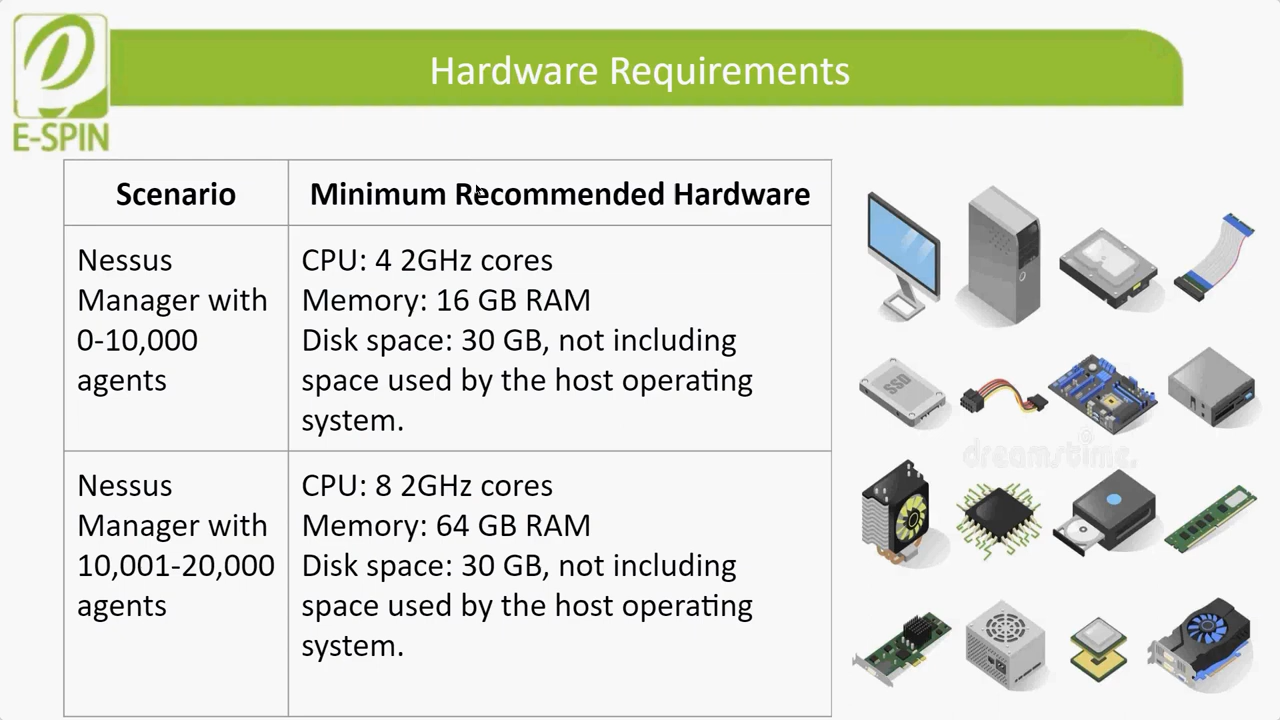 Hardware Requirements
E-SPIN
Scenario
Minimum Recommended Hardware
Nessus
Manager with
0-10,000
agents
CPU: 4 2GHz cores
Memory: 16 GB RAM
Disk space: 30 GB, not including
space used by the host operating
system.
Nessus
Manager with
10,001-20,000
agents
CPU: 8 2GHz cores
Memory: 64 GB RAM
Disk space: 30 GB, not including
space used by the host operating
system.
SSD
dreamstime.